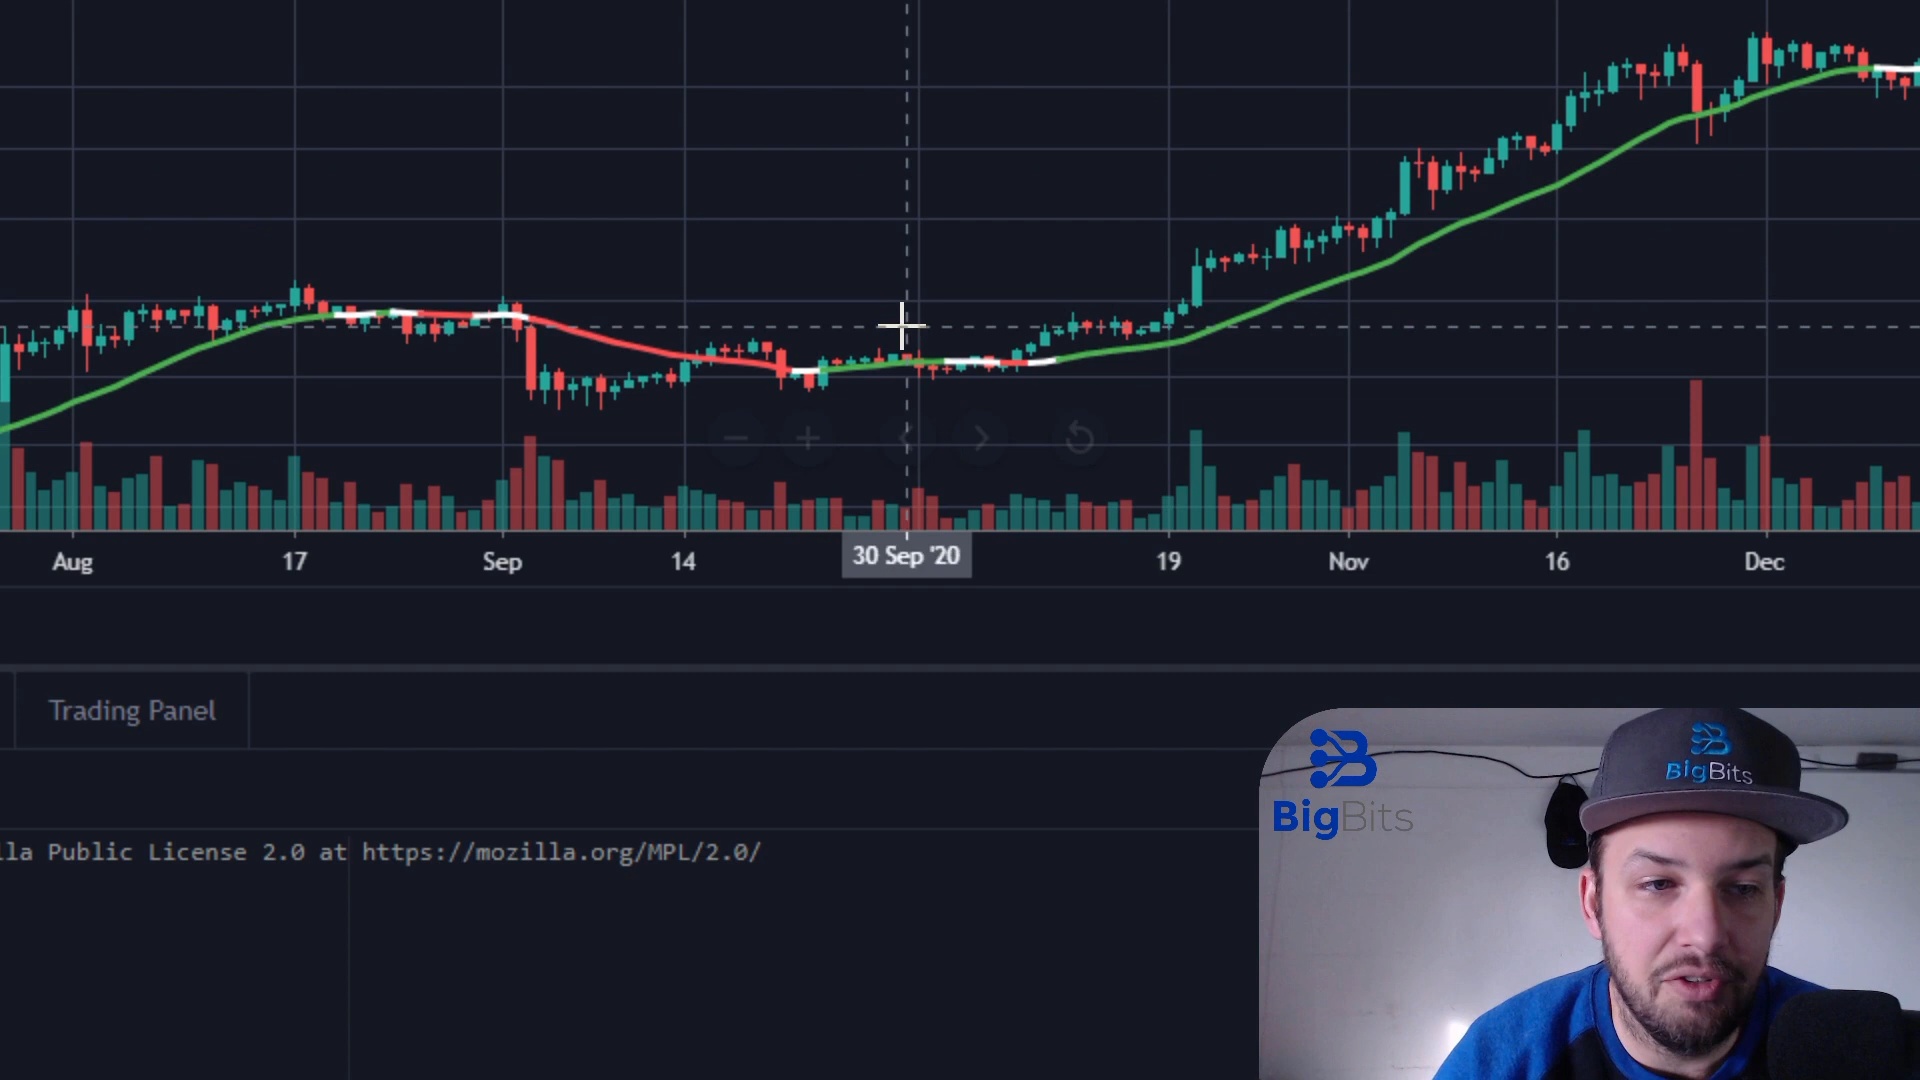 Aug 17 Sep 14 30 Sep '20 19 Nov 16 Dec
Trading Panel
lla Public License 2.0 at https://mozilla.org/MPL/2.0/
BigBits
BigBits